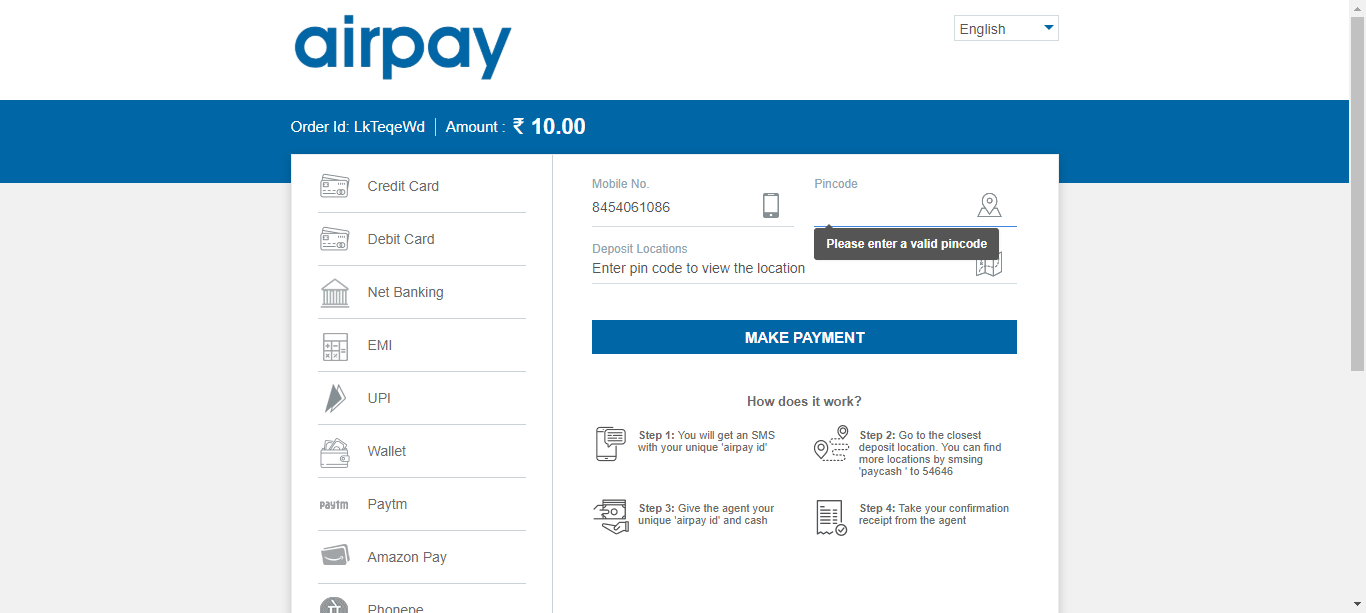 airpay
English
Order Id: LkTeqeWd
Amount : ₹ 10.00
Credit Card
Debit Card
Net Banking
EMI
UPI
Wallet
paytm Paytm
Amazon Pay
Phonepe
Mobile No.
8454061086
Pincode
Please enter a valid pincode
Deposit Locations
Enter pin code to view the location
MAKE PAYMENT
How does it work?
Step 1: You will get an SMS
with your unique 'airpay id'
Step 2: Go to the closest
deposit location. You can find
more locations by smsing
'paycash ' to 54646
Step 3: Give the agent your
unique 'airpay id' and cash
Step 4: Take your confirmation
receipt from the agent